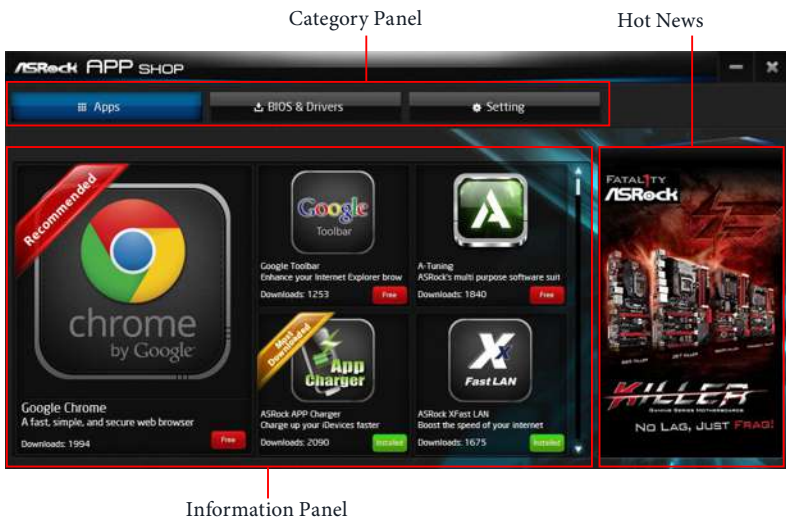 Category Panel
Hot News
ASRock APP SHOP
Apps
BIOS & Drivers
Setting
Recommended
chrome
by Google
Google Chrome
A fast, simple, and secure web browser
Downloads: 1994
Free
Google
Toolbar
Google Toolbar
Enhance your Internet Explorer brow
Downloads: 1253
Free
A
A-Tuning
ASRock's multi purpose software suit
Downloads: 1840
Free
Most
Downloaded
App
Charger
ASRock APP Charger
Charge up your iDevices faster
Downloads: 2090
Installed
X
Fast LAN
ASRock XFast LAN
Boost the speed of your internet
Downloads: 1675
Installed
FATAL1TY
ASRock
KILLER
GAMING SERIES MOTHERBOARDS
NO LAG, JUST FRAG!
Information Panel